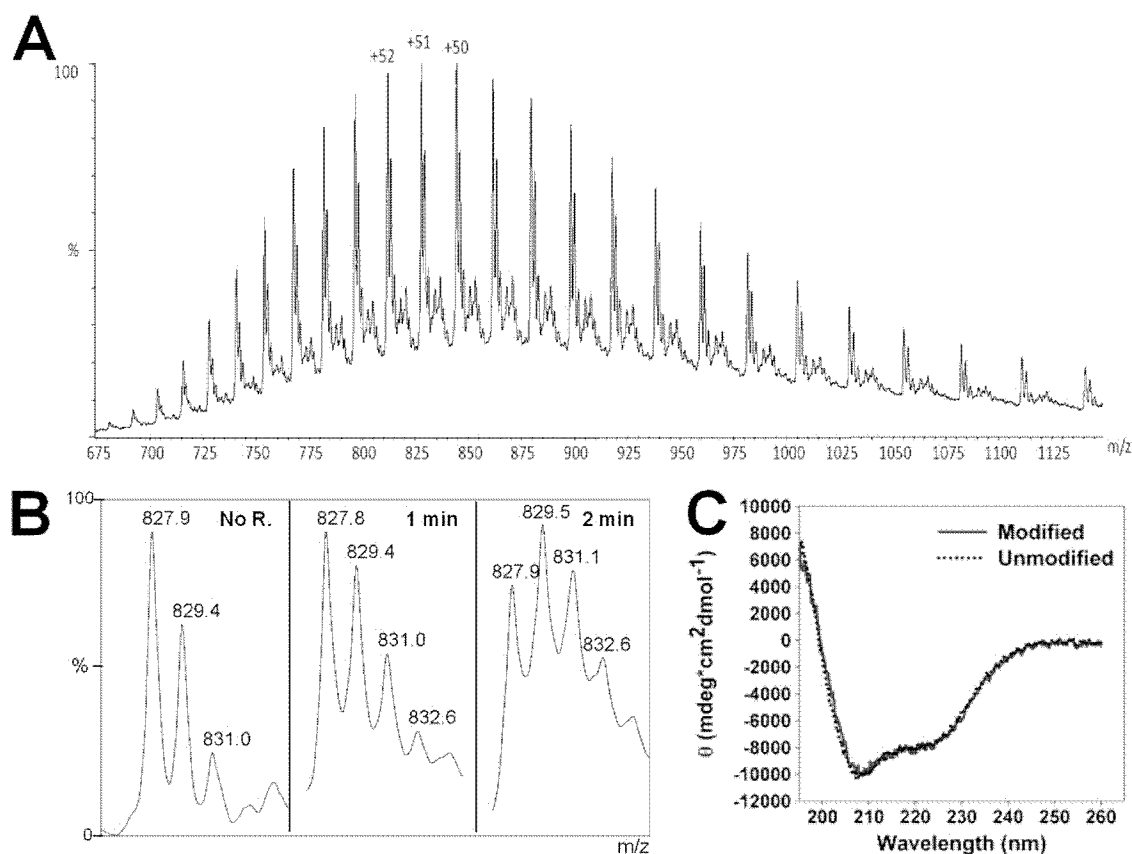 A
+52 +51 +50
100
%
675 700 725 750 775 800 825 850 875 900 925 950 975 1000 1025 1050 1075 1100 1125 m/z
B
100
%
0
No R.
827.9
829.4
831.0
1 min
827.8
829.4
831.0
832.6
2 min
827.9
829.5
831.1
832.6
m/z
C
10000
8000
6000
4000
2000
0
-2000
-4000
-6000
-8000
-10000
-12000
θ (mdeg*cm²dmol⁻¹)
Modified
Unmodified
200 210 220 230 240 250 260
Wavelength (nm)